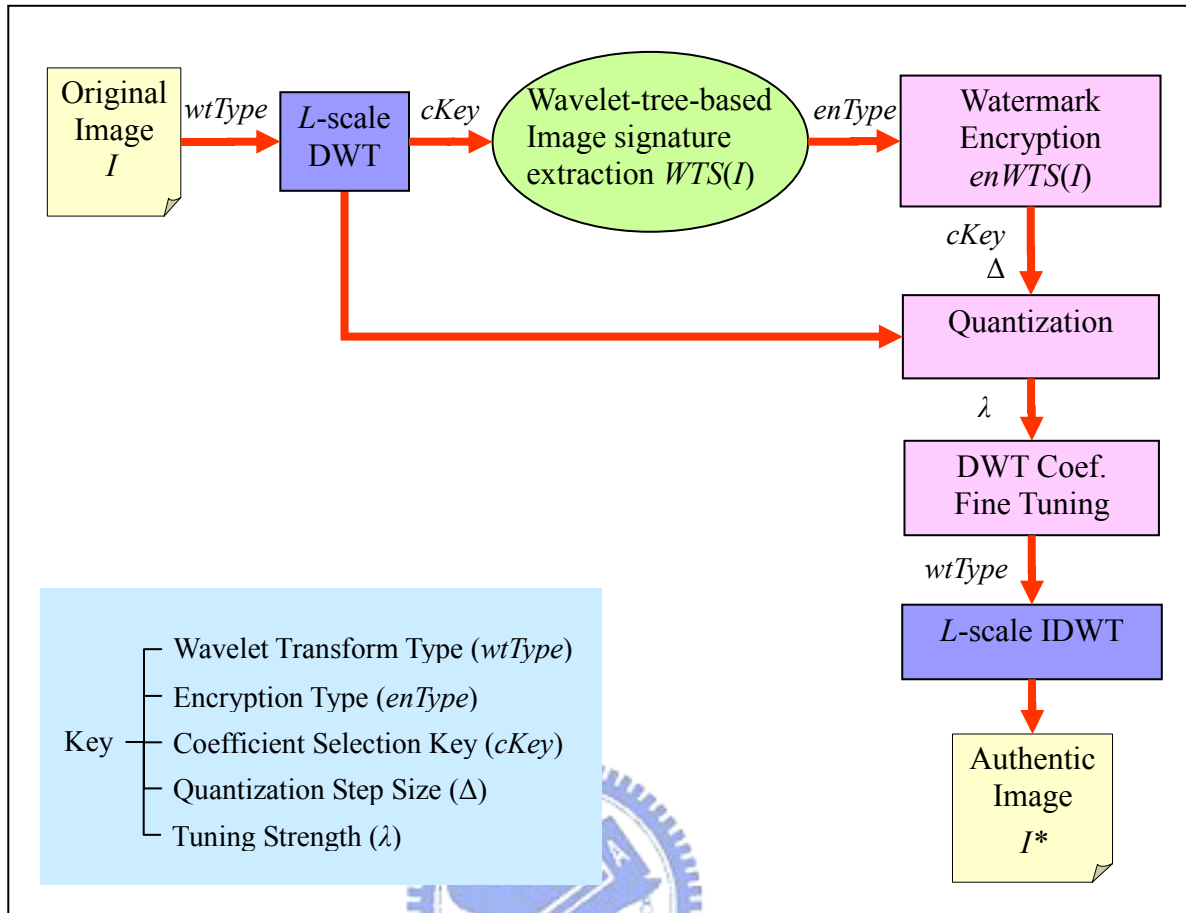 Original
Image
I
wtType
L-scale
DWT
cKey
Wavelet-tree-based
Image signature
extraction WTS(I)
enType
Watermark
Encryption
enWTS(I)
cKey
Δ
Quantization
λ
DWT Coef.
Fine Tuning
wtType
L-scale IDWT
Authentic
Image
I*
Key
Wavelet Transform Type (wtType)
Encryption Type (enType)
Coefficient Selection Key (cKey)
Quantization Step Size (Δ)
Tuning Strength (λ)